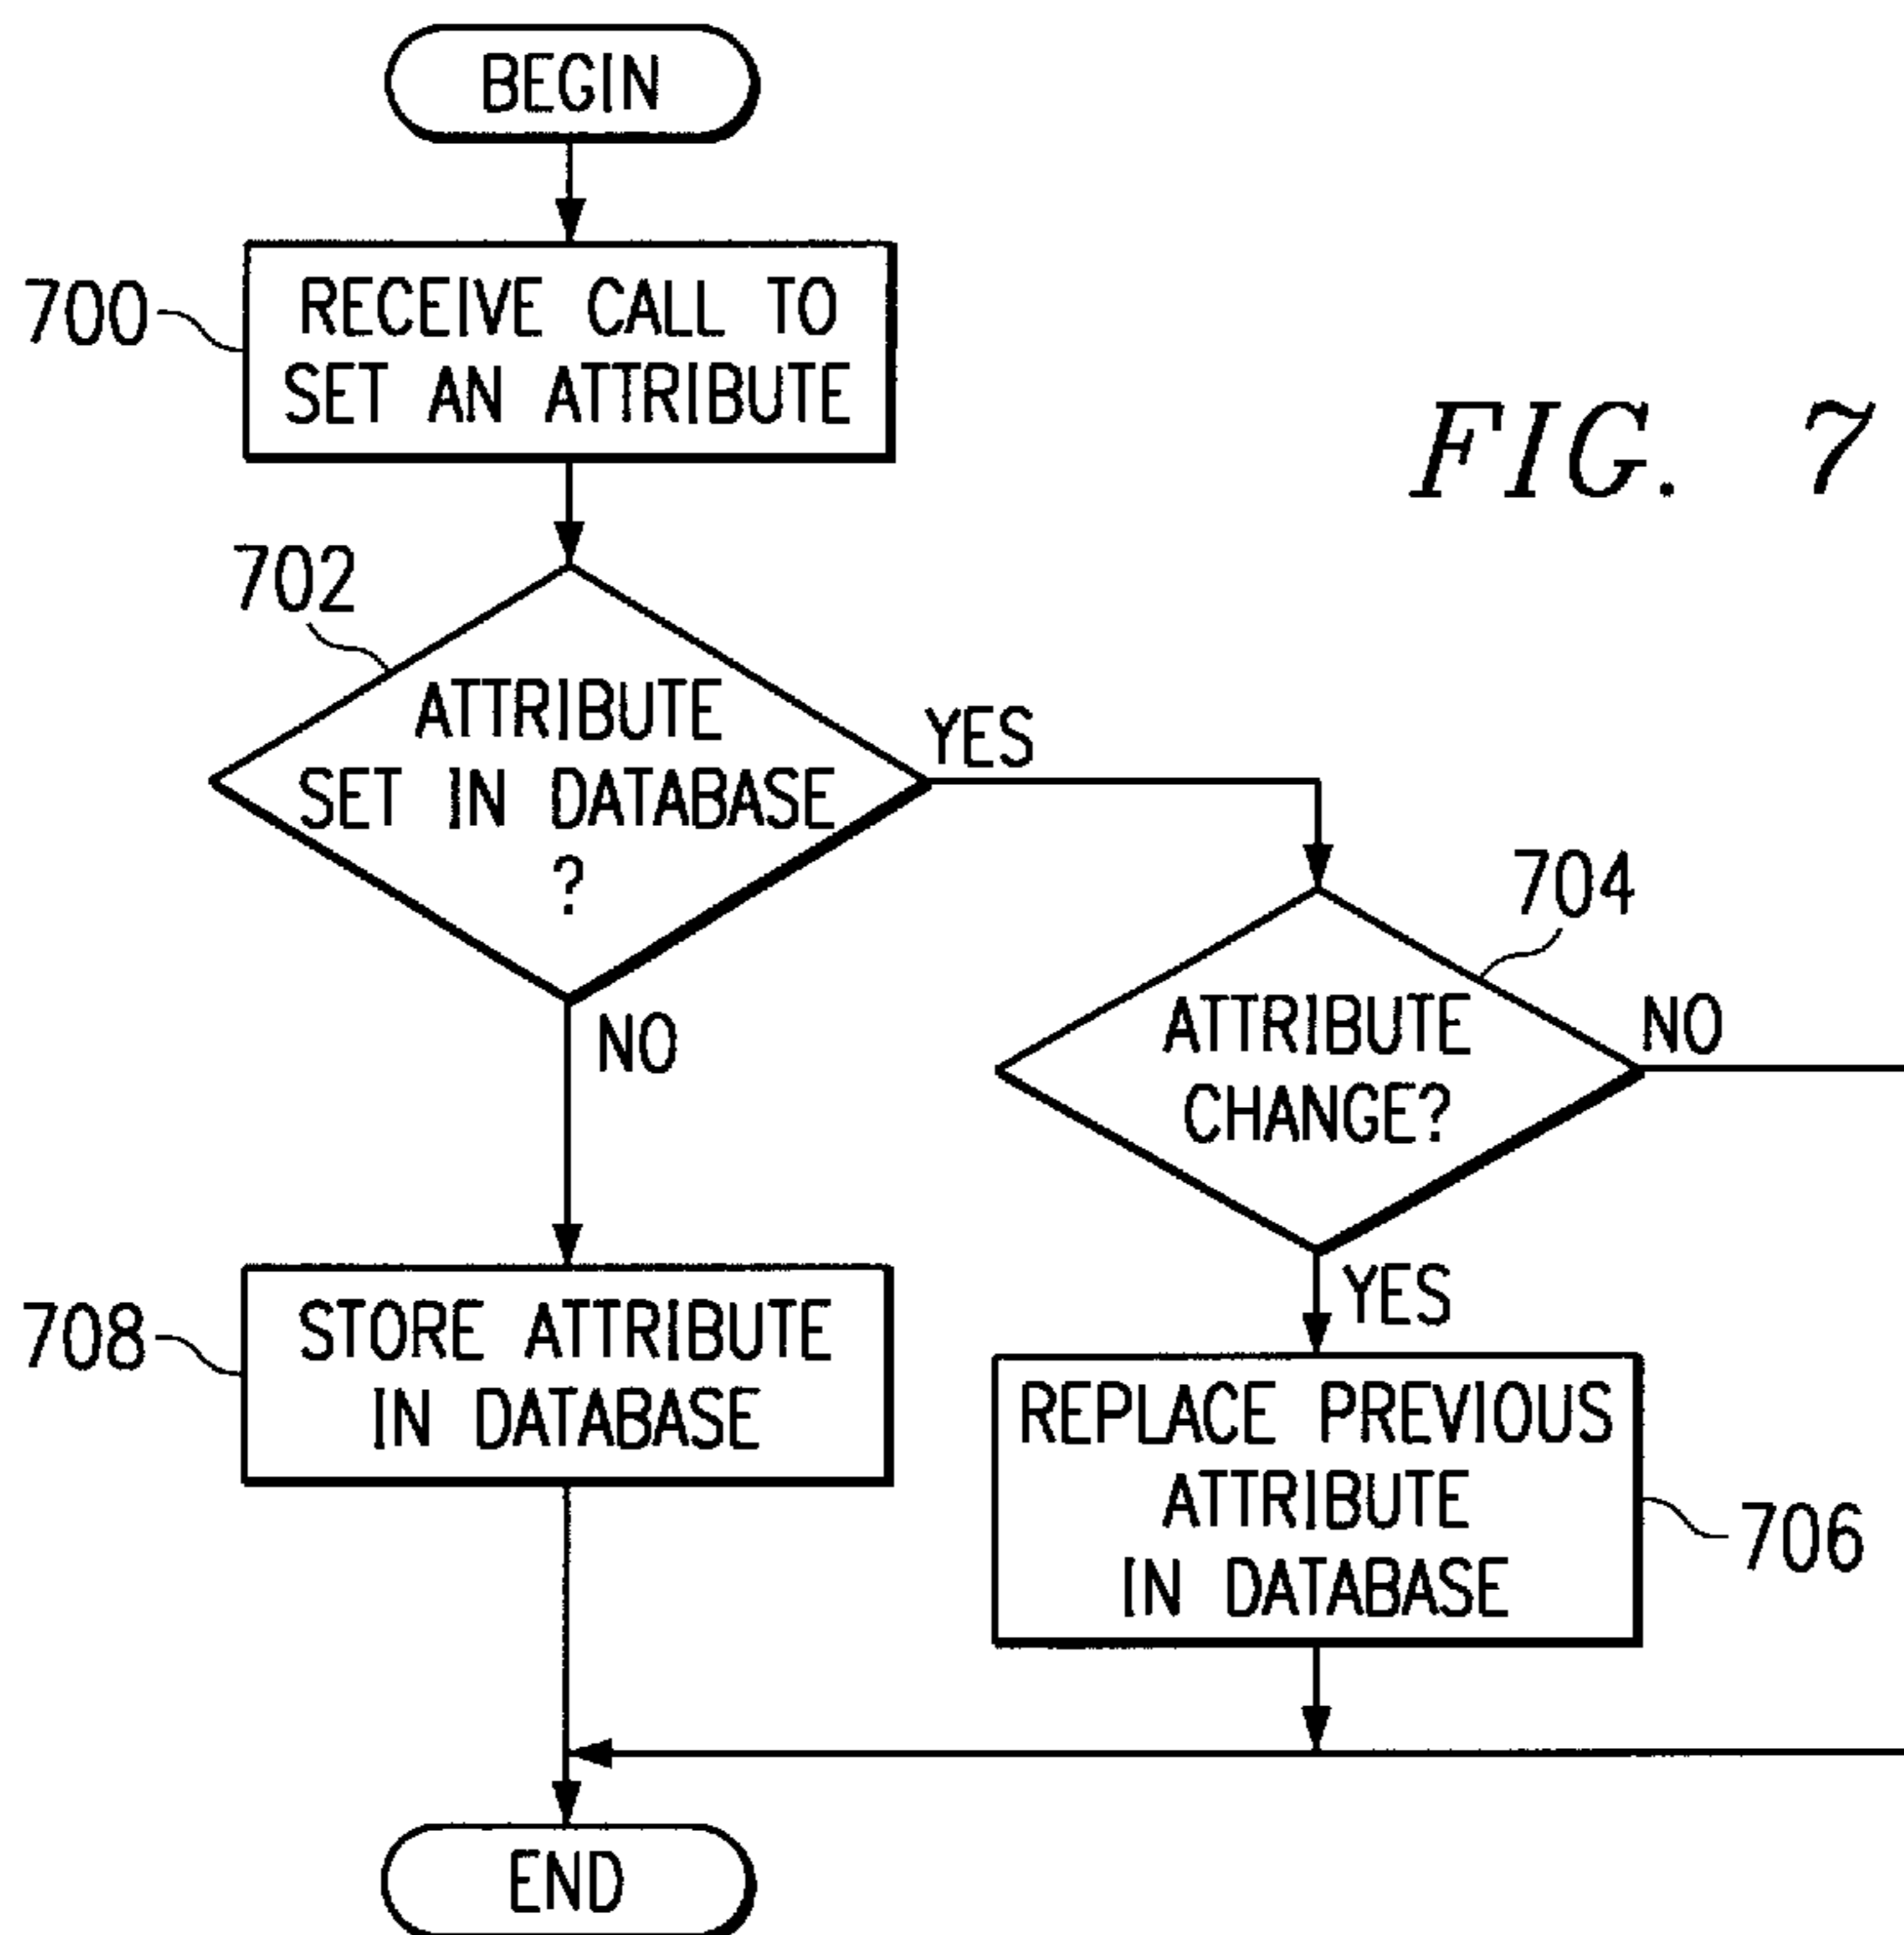 BEGIN
700
RECEIVE CALL TO
SET AN ATTRIBUTE
FIG. 7
702
ATTRIBUTE
SET IN DATABASE
?
YES
NO
704
ATTRIBUTE
CHANGE?
NO
YES
708
STORE ATTRIBUTE
IN DATABASE
REPLACE PREVIOUS
ATTRIBUTE
IN DATABASE
706
END